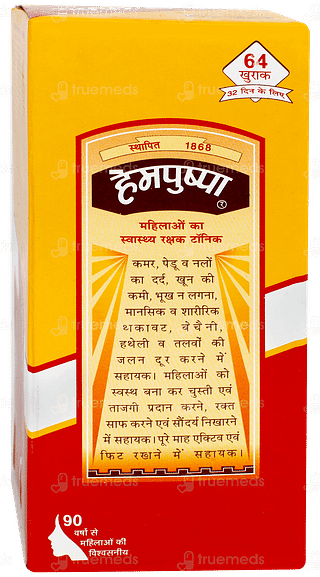 64
खुराक
32 दिन के लिए
स्थापित 1868
हेमपुष्पा
®
महिलाओं का
स्वास्थ्य रक्षक टॉनिक
कमर, पेडू व नलों
का दर्द, खून की
कमी, भूख न लगना,
मानसिक व शारीरिक
थकावट, बेचैनी,
हथेली व तलवों की
जलन दूर करने में
सहायक। महिलाओं को
स्वस्थ बना कर चुस्ती एवं
ताजगी प्रदान करने, रक्त
साफ करने एवं सौंदर्य निखारने
में सहायक। पूरे माह एक्टिव एवं
फिट रखाने में सहायक।
90
वर्षों से
महिलाओं की
विश्वसनीय
truemeds